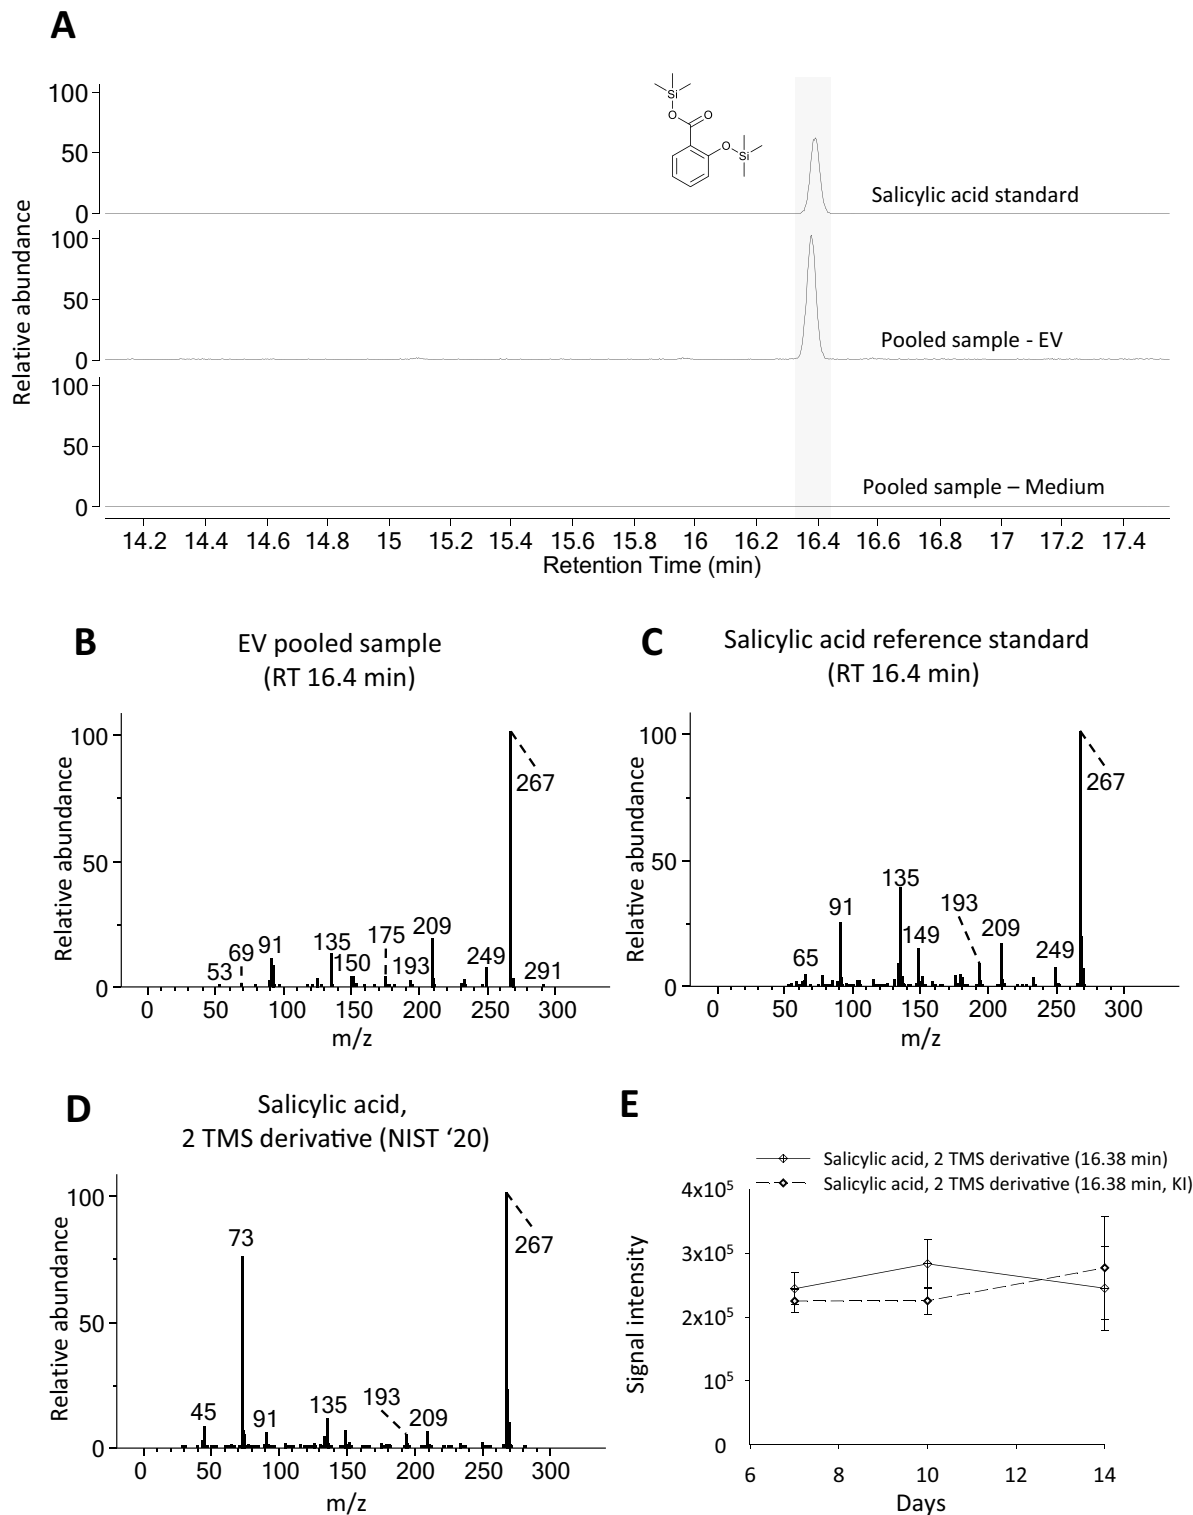 A
Si
O
O
O
Si
100
50
0
Salicylic acid standard
100
50
0
Pooled sample - EV
100
50
0
Pooled sample – Medium
Relative abundance
14.2 14.4 14.6 14.8 15 15.2 15.4 15.6 15.8 16 16.2 16.4 16.6 16.8 17 17.2 17.4
Retention Time (min)
B
EV pooled sample
(RT 16.4 min)
100
50
0
Relative abundance
53 69 91 135 150 175 193 209 249 267 291
0 50 100 150 200 250 300
m/z
C
Salicylic acid reference standard
(RT 16.4 min)
100
50
0
Relative abundance
65 91 135 149 193 209 249 267
0 50 100 150 200 250 300
m/z
D
Salicylic acid,
2 TMS derivative (NIST ‘20)
100
50
0
Relative abundance
45 73 91 135 193 209 267
0 50 100 150 200 250 300
m/z
E
Salicylic acid, 2 TMS derivative (16.38 min)
Salicylic acid, 2 TMS derivative (16.38 min, KI)
4x10⁵
3x10⁵
2x10⁵
10⁵
0
Signal intensity
6 8 10 12 14
Days